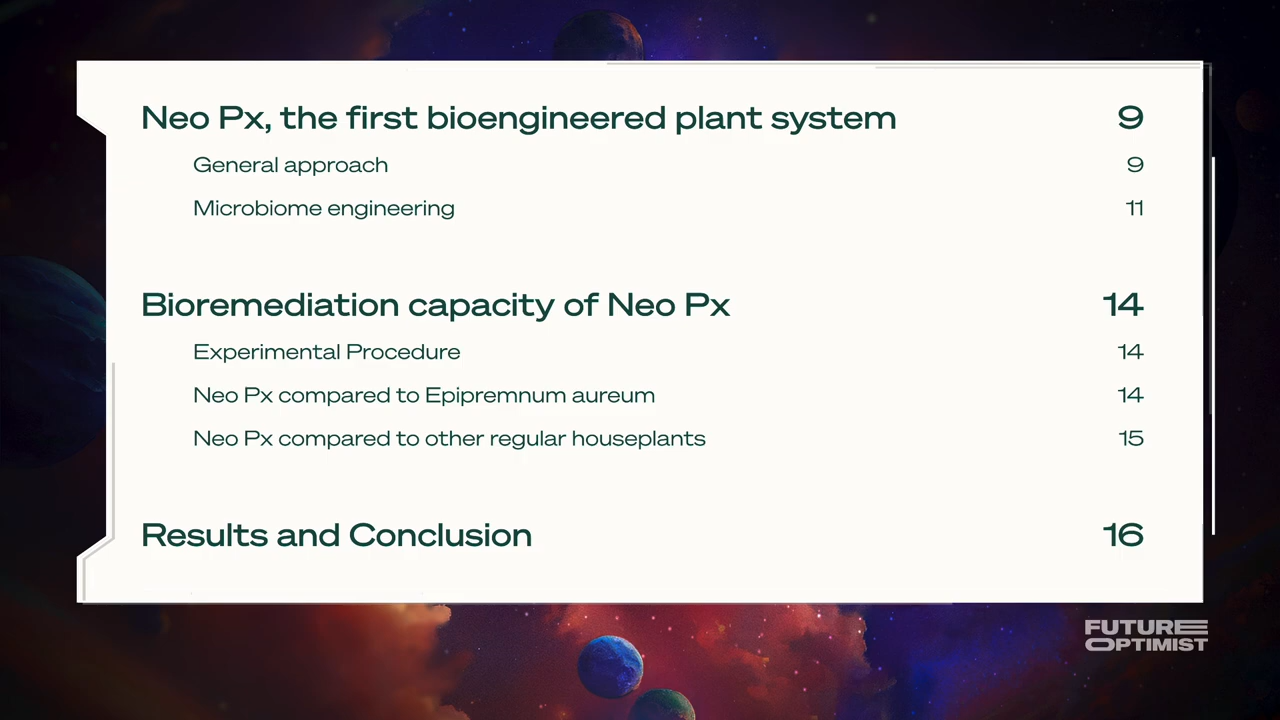 Neo Px, the first bioengineered plant system 9
General approach 9
Microbiome engineering 11
Bioremediation capacity of Neo Px 14
Experimental Procedure 14
Neo Px compared to Epipremnum aureum 14
Neo Px compared to other regular houseplants 15
Results and Conclusion 16
FUTURE
OPTIMIST